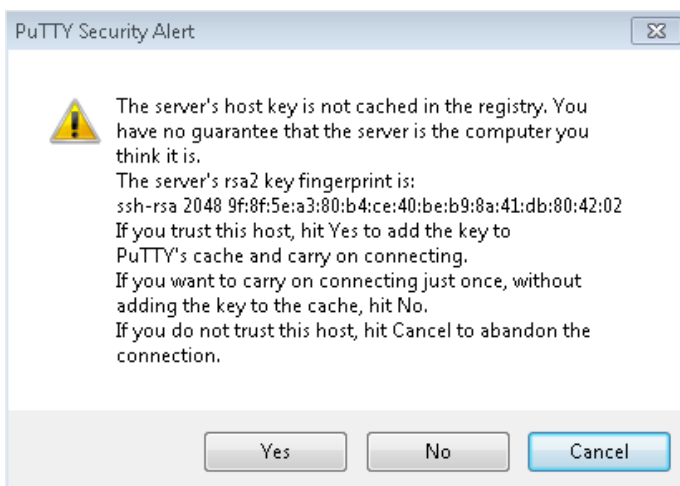 PuTTY Security Alert
The server's host key is not cached in the registry. You
have no guarantee that the server is the computer you
think it is.
The server's rsa2 key fingerprint is:
ssh-rsa 2048 9f:8f:5e:a3:80:b4:ce:40:be:b9:8a:41:db:80:42:02
If you trust this host, hit Yes to add the key to
PuTTY's cache and carry on connecting.
If you want to carry on connecting just once, without
adding the key to the cache, hit No.
If you do not trust this host, hit Cancel to abandon the
connection.
Yes No Cancel